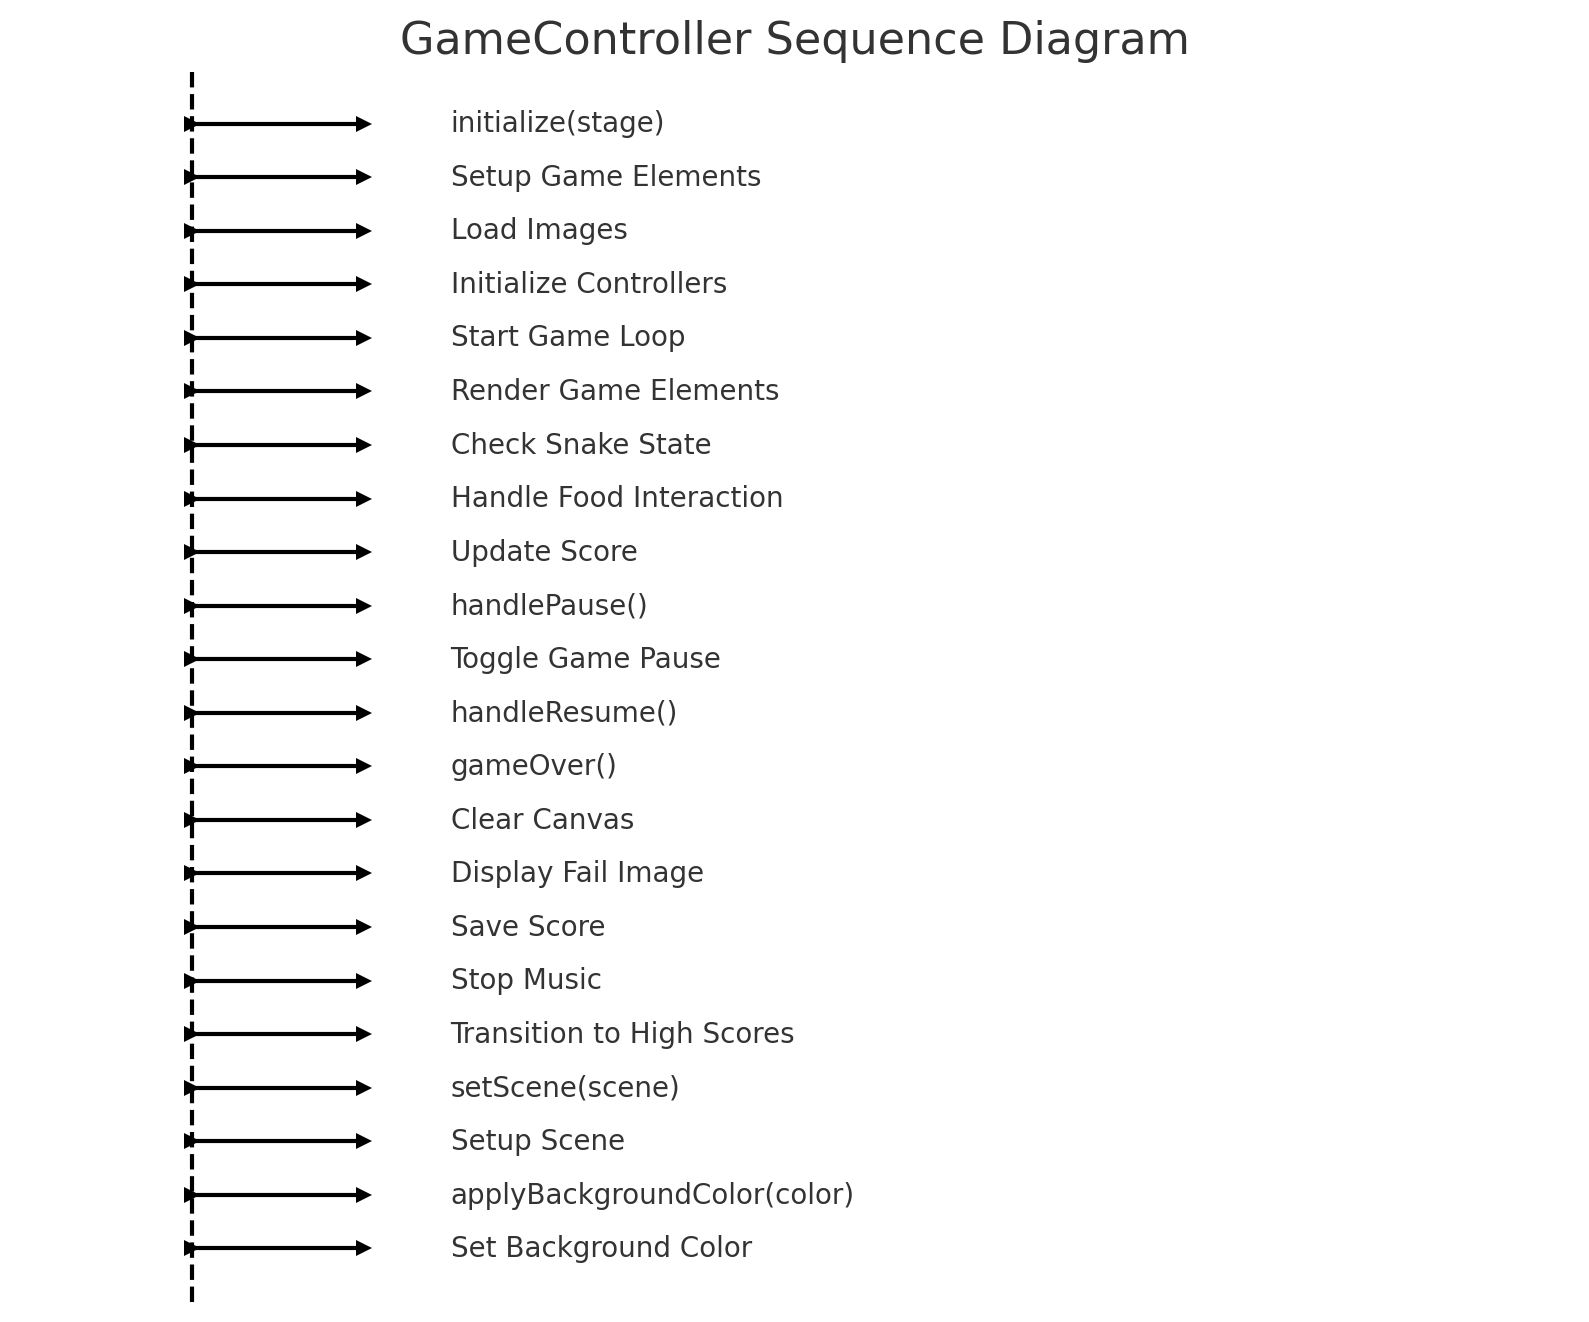 GameController Sequence Diagram
initialize(stage)
Setup Game Elements
Load Images
Initialize Controllers
Start Game Loop
Render Game Elements
Check Snake State
Handle Food Interaction
Update Score
handlePause()
Toggle Game Pause
handleResume()
gameOver()
Clear Canvas
Display Fail Image
Save Score
Stop Music
Transition to High Scores
setScene(scene)
Setup Scene
applyBackgroundColor(color)
Set Background Color